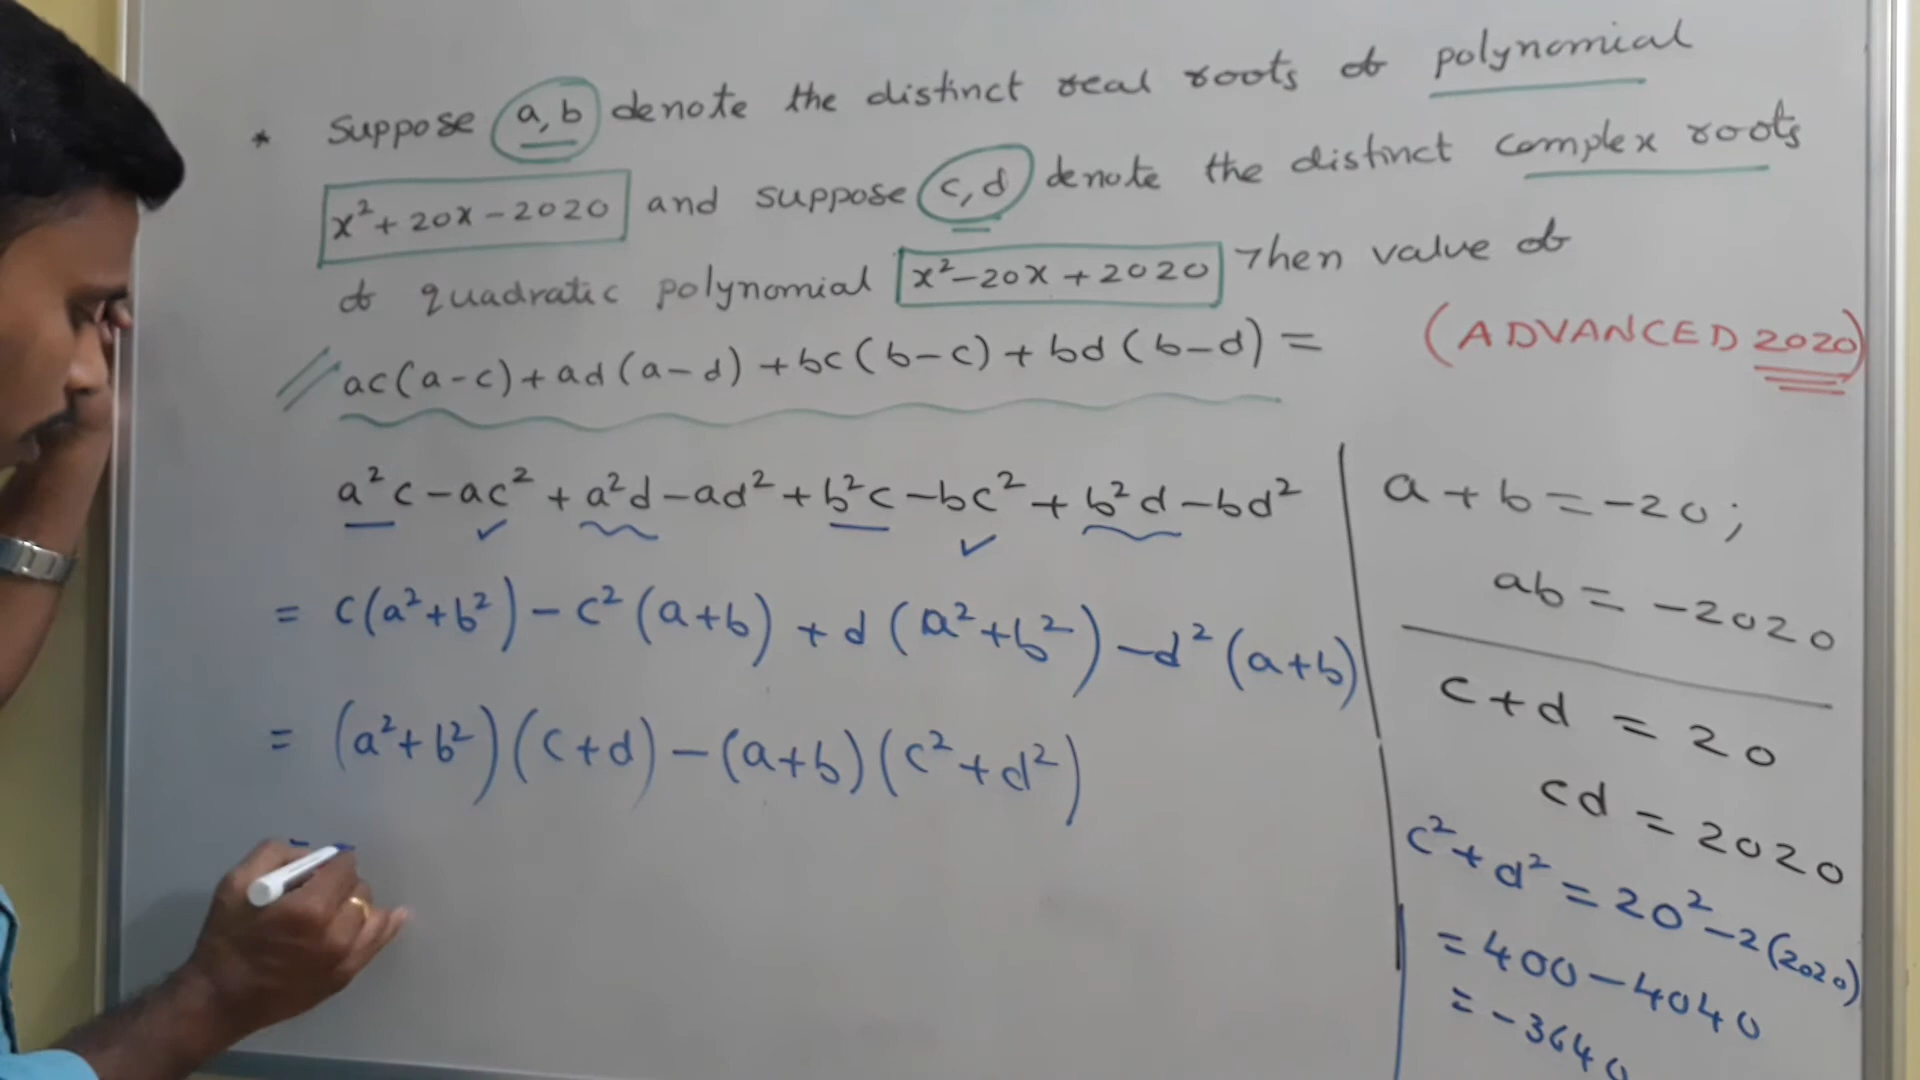 * Suppose a, b denote the distinct real roots of polynomial
x² + 20x - 2020 and suppose c, d denote the distinct complex roots
of quadratic polynomial x² - 20x + 2020 Then value of
ac(a-c) + ad(a-d) + bc(b-c) + bd(b-d) =
(ADVANCED 2020)
a²c - ac² + a²d - ad² + b²c - bc² + b²d - bd²
= c(a²+b²) - c²(a+b) + d(a²+b²) - d²(a+b)
= (a²+b²)(c+d) - (a+b)(c²+d²)
a + b = -20;
ab = -2020
c + d = 20
cd = 2020
c² + d² = 20² - 2(2020)
= 400 - 4040
= -3640